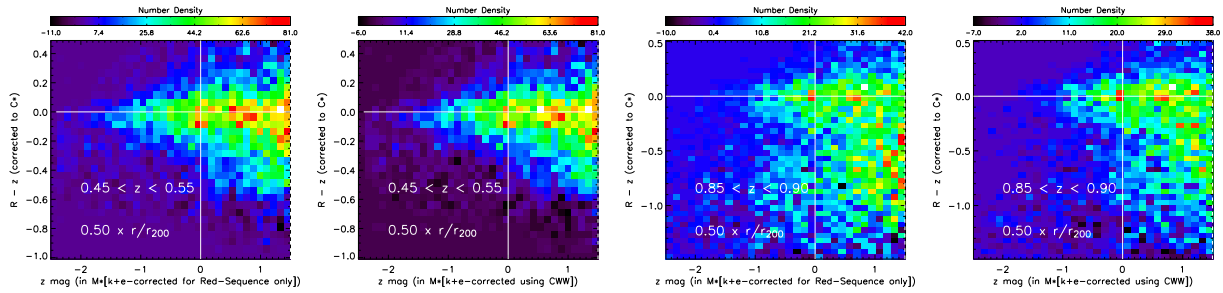 Number Density
-11.0 7.4 25.8 44.2 62.6 81.0
R - z (corrected to C*)
0.4
0.2
0.0
-0.2
-0.4
-0.6
-0.8
-1.0
0.45 < z < 0.55
0.50 x r/r200
-2 -1 0 1
z mag (in M*[k+e-corrected for Red-Sequence only])
Number Density
-6.0 11.4 28.8 46.2 63.6 81.0
R - z (corrected to C*)
0.4
0.2
0.0
-0.2
-0.4
-0.6
-0.8
-1.0
0.45 < z < 0.55
0.50 x r/r200
-2 -1 0 1
z mag (in M*[k+e-corrected using CWW])
Number Density
-10.0 0.4 10.8 21.2 31.6 42.0
R - z (corrected to C*)
0.5
0.0
-0.5
-1.0
0.85 < z < 0.90
0.50 x r/r200
-2 -1 0 1
z mag (in M*[k+e-corrected for Red-Sequence only])
Number Density
-7.0 2.0 11.0 20.0 29.0 38.0
R - z (corrected to C*)
0.5
0.0
-0.5
-1.0
0.85 < z < 0.90
0.50 x r/r200
-2 -1 0 1
z mag (in M*[k+e-corrected using CWW])